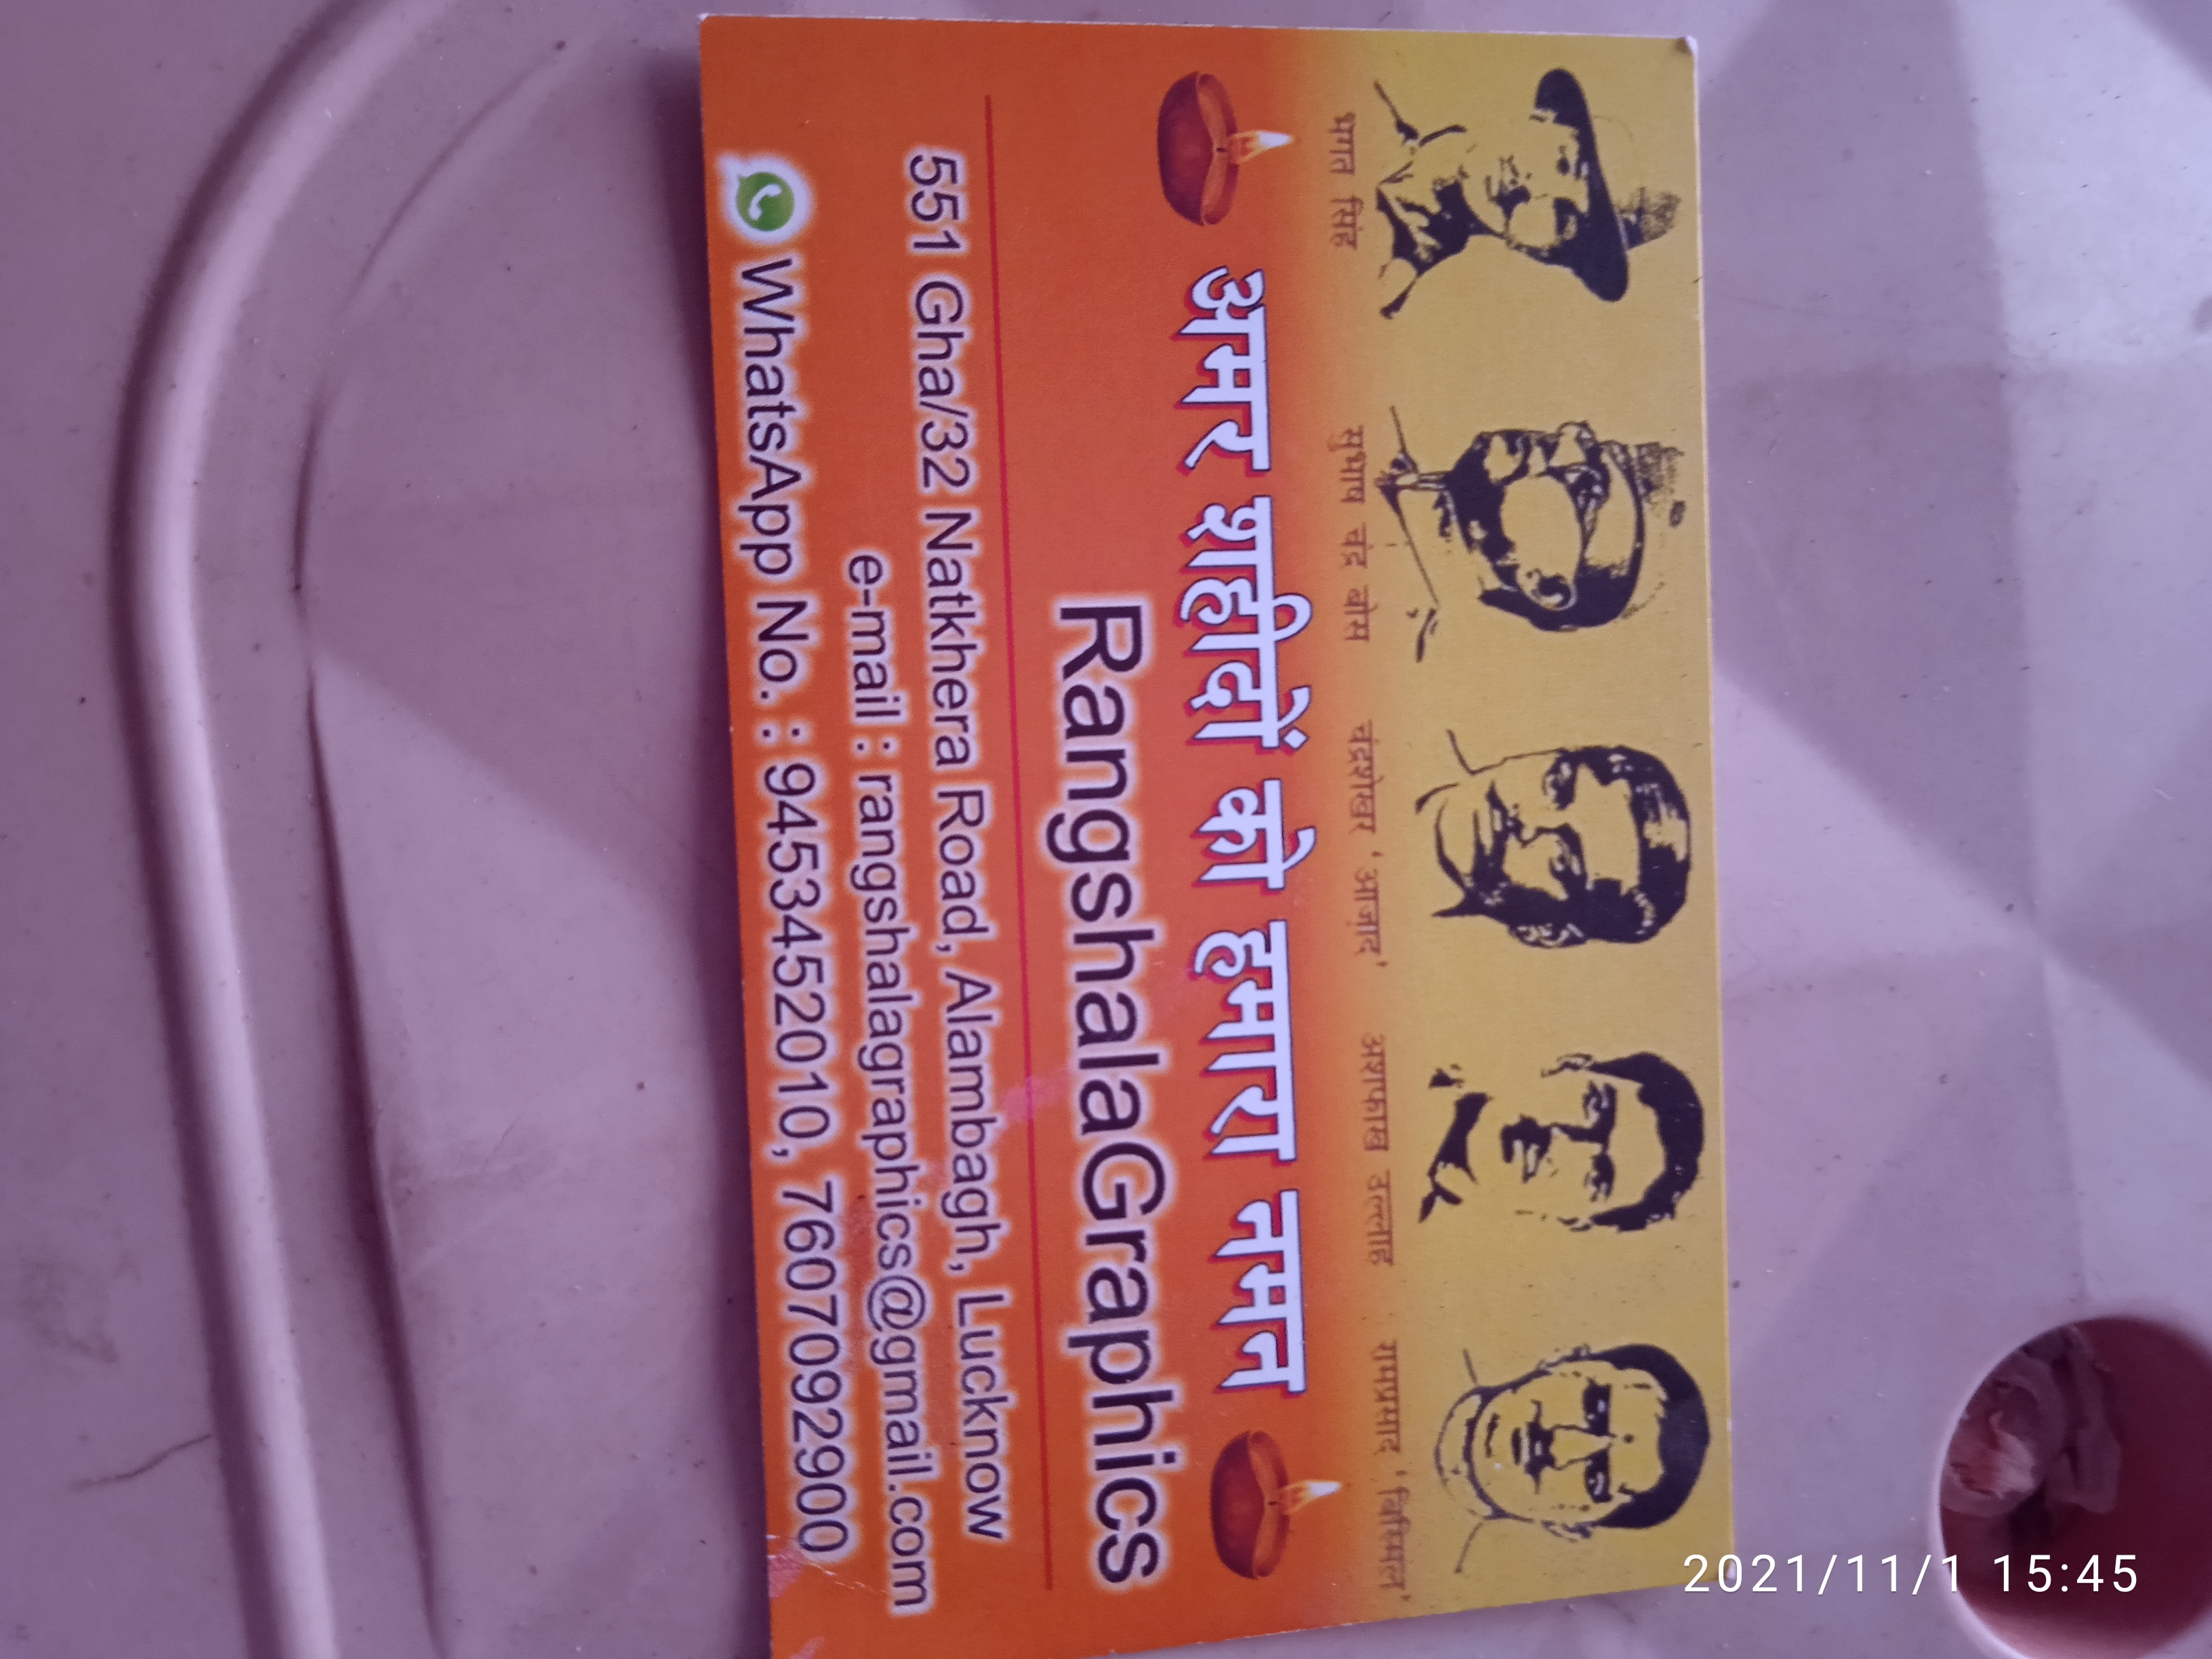 भगत सिंह सुभाष चंद्र बोस चंद्रशेखर 'आज़ाद' अशफाख उल्लाह रामप्रसाद 'बिस्मिल'
अमर शहीदों को हमारा नमन
RangshalaGraphics
551 Gha/32 Natkhera Road, Alambagh, Lucknow
e-mail : rangshalagraphics@gmail.com
WhatsApp No. : 9453452010, 7607092900
2021/11/1 15:45